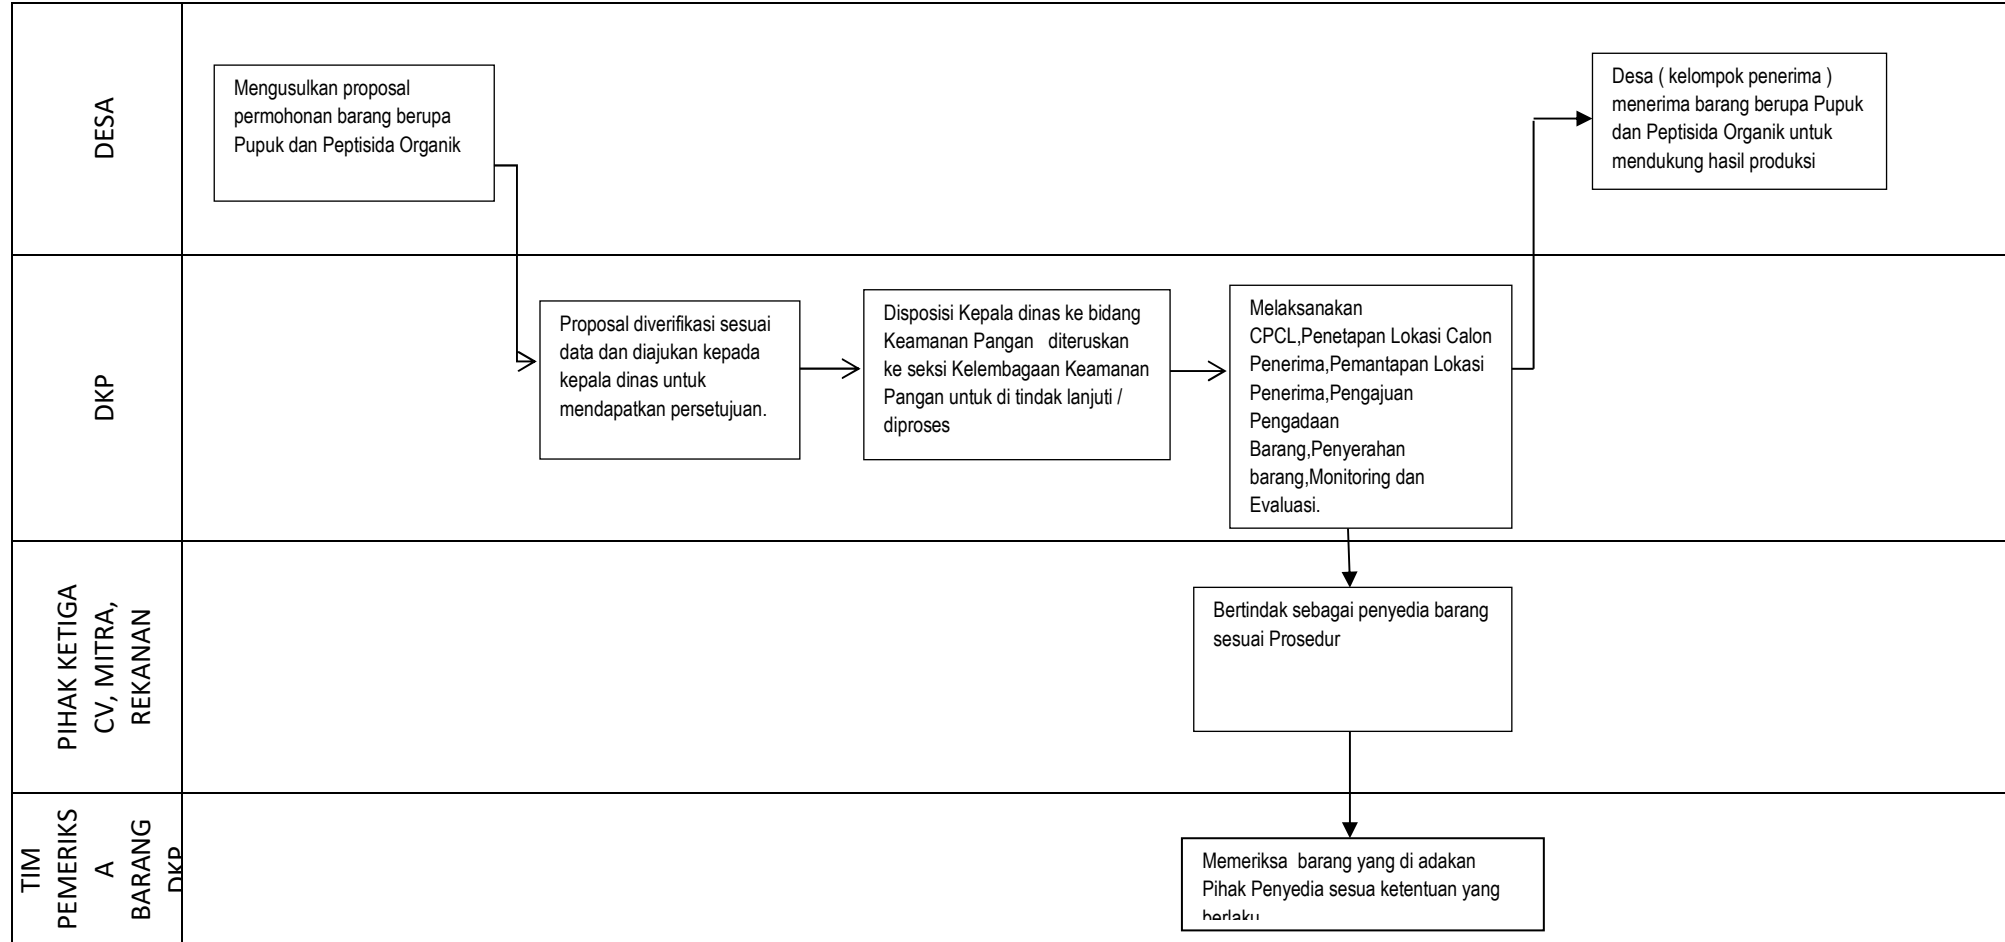 DESA
Mengusulkan proposal
permohonan barang berupa
Pupuk dan Peptisida Organik
Desa ( kelompok penerima )
menerima barang berupa Pupuk
dan Peptisida Organik untuk
mendukung hasil produksi
DKP
Proposal diverifikasi sesuai
data dan diajukan kepada
kepala dinas untuk
mendapatkan persetujuan.
Disposisi Kepala dinas ke bidang
Keamanan Pangan diteruskan
ke seksi Kelembagaan Keamanan
Pangan untuk di tindak lanjuti /
diproses
Melaksanakan
CPCL,Penetapan Lokasi Calon
Penerima,Pemantapan Lokasi
Penerima,Pengajuan
Pengadaan
Barang,Penyerahan
barang,Monitoring dan
Evaluasi.
PIHAK KETIGA
CV, MITRA,
REKANAN
Bertindak sebagai penyedia barang
sesuai Prosedur
TIM
PEMERIKS
A
BARANG
DKP
Memeriksa barang yang di adakan
Pihak Penyedia sesua ketentuan yang
berlaku